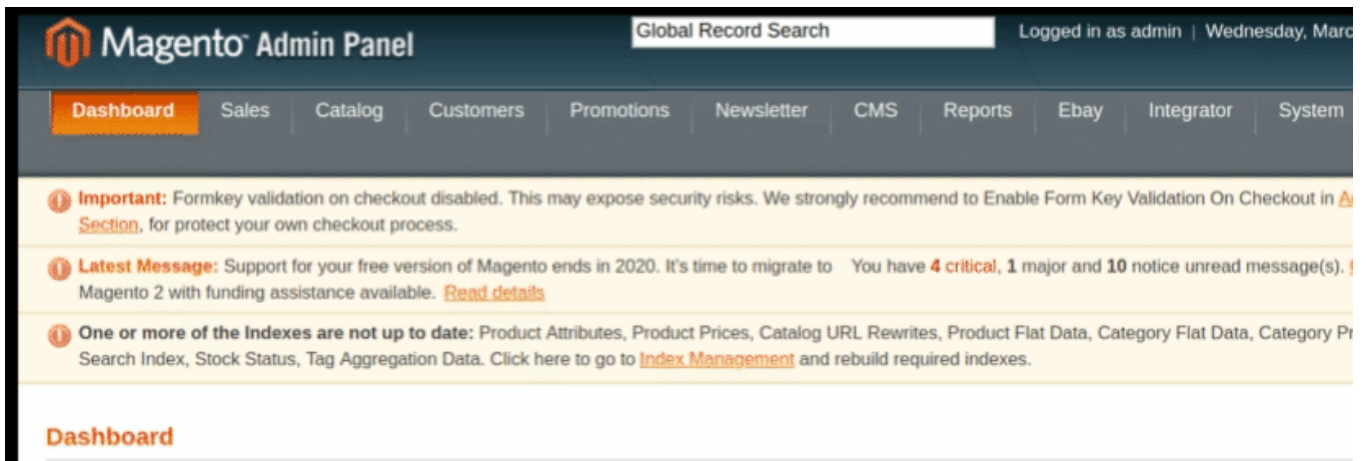 Magento™ Admin Panel
Global Record Search
Logged in as admin | Wednesday, Marc
Dashboard Sales Catalog Customers Promotions Newsletter CMS Reports Ebay Integrator System
Important: Formkey validation on checkout disabled. This may expose security risks. We strongly recommend to Enable Form Key Validation On Checkout in
Section, for protect your own checkout process.
Latest Message: Support for your free version of Magento ends in 2020. It's time to migrate to You have 4 critical, 1 major and 10 notice unread message(s).
Magento 2 with funding assistance available. Read details
One or more of the Indexes are not up to date: Product Attributes, Product Prices, Catalog URL Rewrites, Product Flat Data, Category Flat Data, Category Pr
Search Index, Stock Status, Tag Aggregation Data. Click here to go to Index Management and rebuild required indexes.
Dashboard